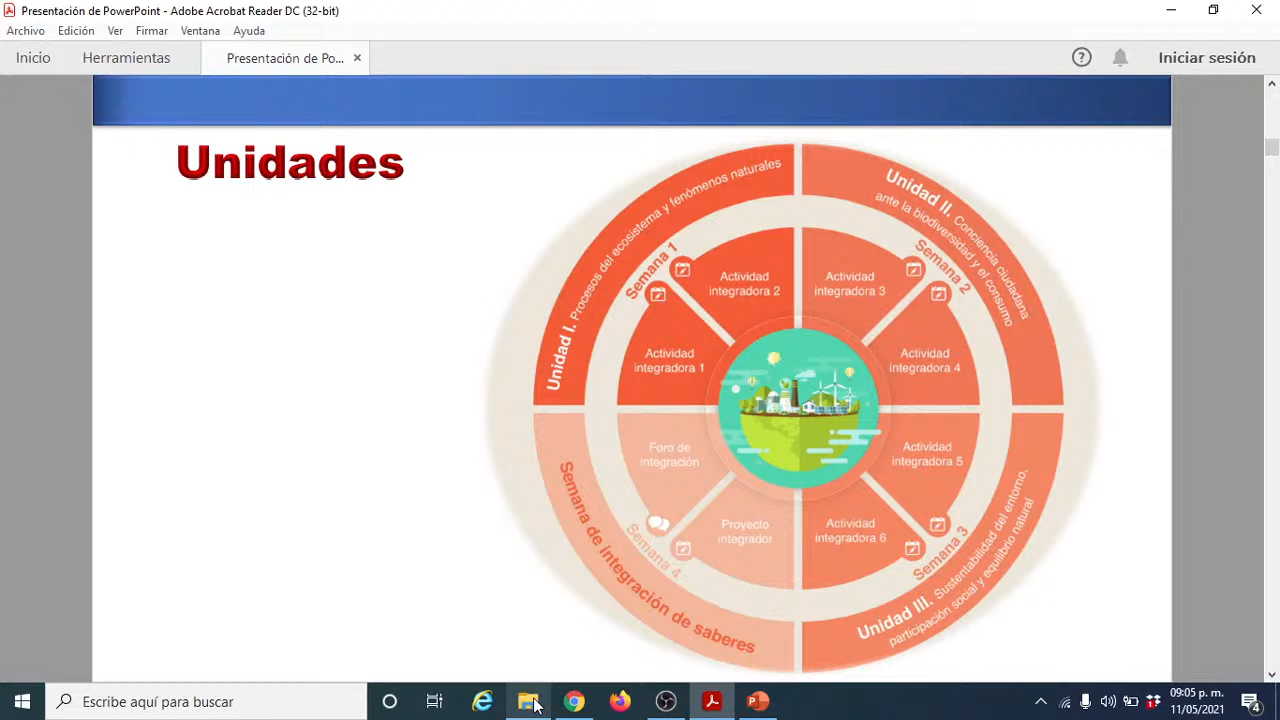 Presentación de PowerPoint - Adobe Acrobat Reader DC (32-bit)
Archivo Edición Ver Firmar Ventana Ayuda
Inicio Herramientas Presentación de Po... Iniciar sesión
Unidades
Unidad I. Procesos del ecosistema y fenómenos naturales
Semana 1
Actividad
integradora 1
Actividad
integradora 2
Unidad II. Conciencia ciudadana
ante la biodiversidad y el consumo
Semana 2
Actividad
integradora 3
Actividad
integradora 4
Actividad
integradora 5
Actividad
integradora 6
Semana 3
Unidad III. Sustentabilidad del entorno,
participación social y equilibrio natural
Foro de
integración
Proyecto
integrador
Semana 4
Semana de integración de saberes
Escribe aquí para buscar
09:05 p. m.
11/05/2021
4